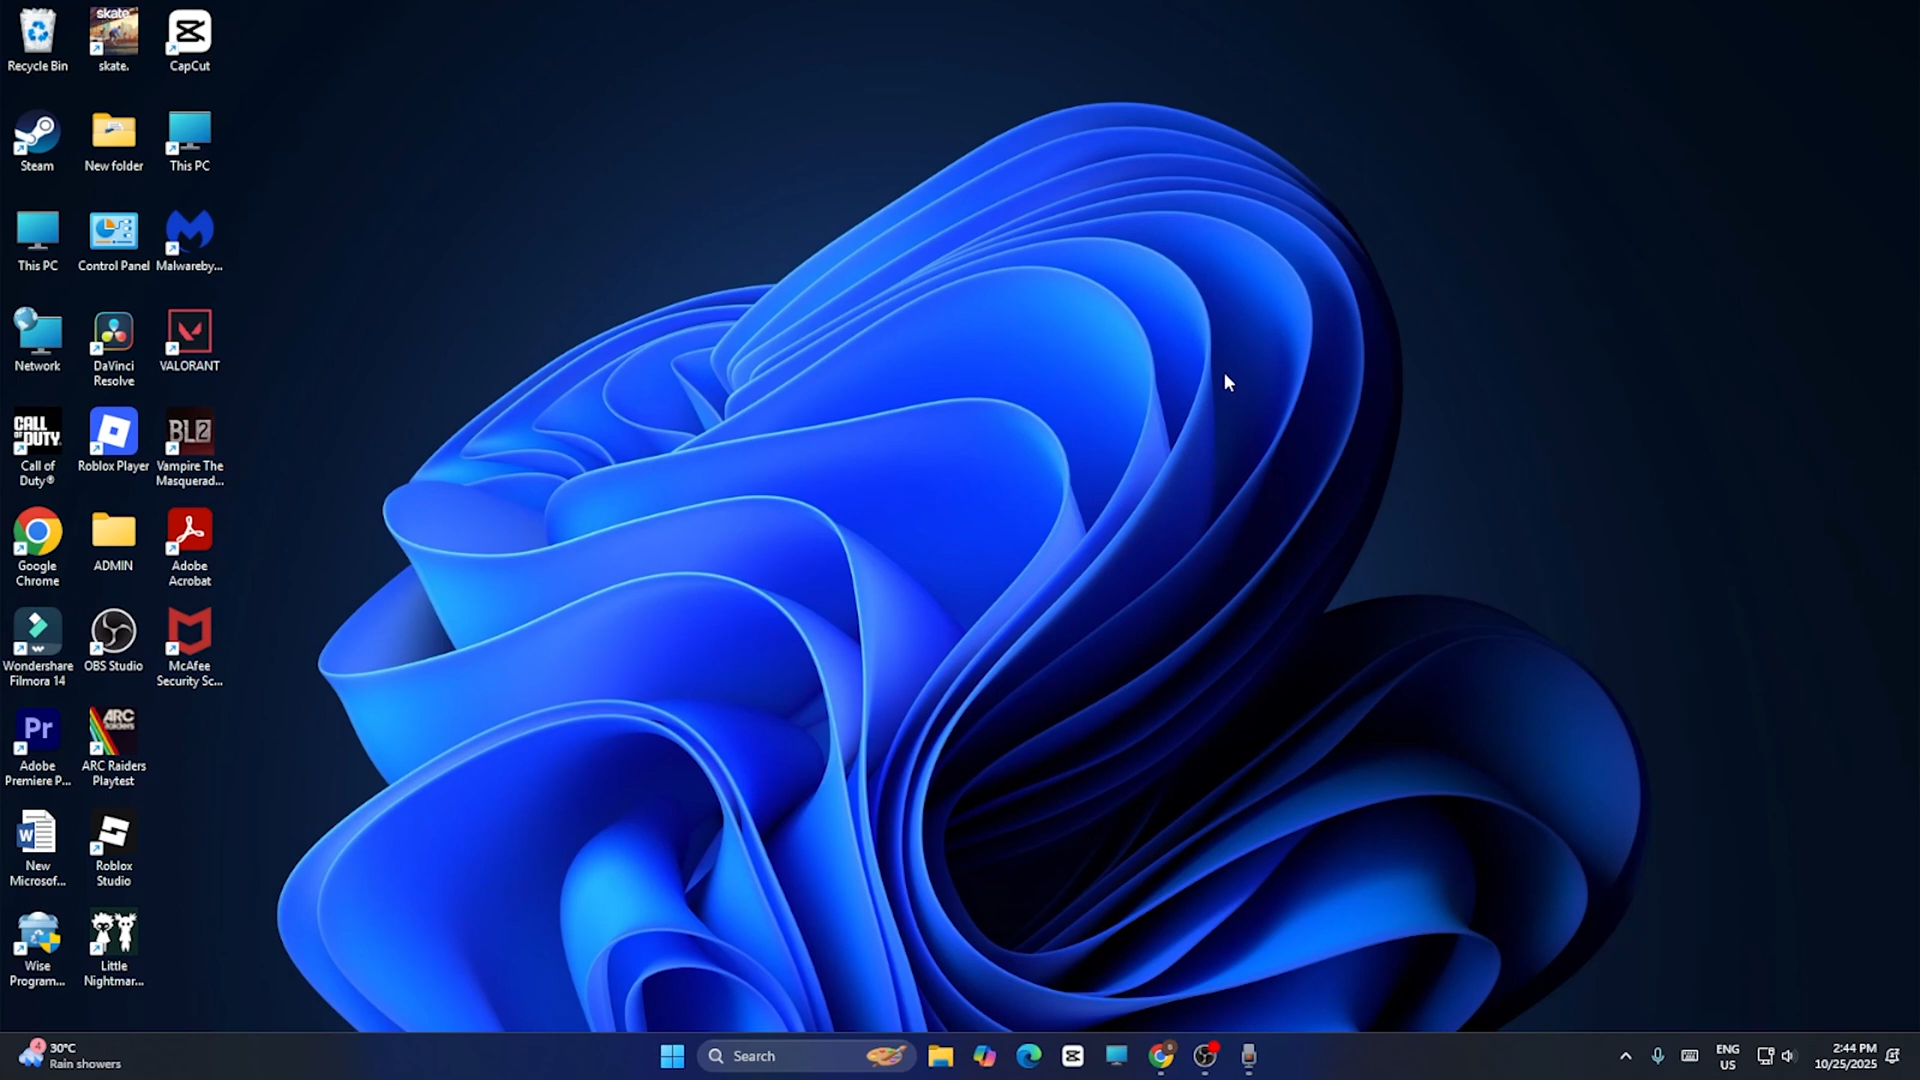 Recycle Bin
skate.
skate.
CapCut
Steam
New folder
This PC
This PC
Control Panel
Malwareby...
Network
DaVinci
Resolve
VALORANT
CALL
OF DUTY
Call of
Duty®
Roblox Player
BL2
Vampire The
Masquerad...
Google
Chrome
ADMIN
Adobe
Acrobat
Wondershare
Filmora 14
OBS Studio
McAfee
Security Sc...
Pr
Adobe
Premiere P...
ARC
Raiders
ARC Raiders
Playtest
W
New
Microsof...
Roblox
Studio
Wise
Program...
Little
Nightmar...
4
30°C
Rain showers
Search
ENG
US
2:44 PM
10/25/2025